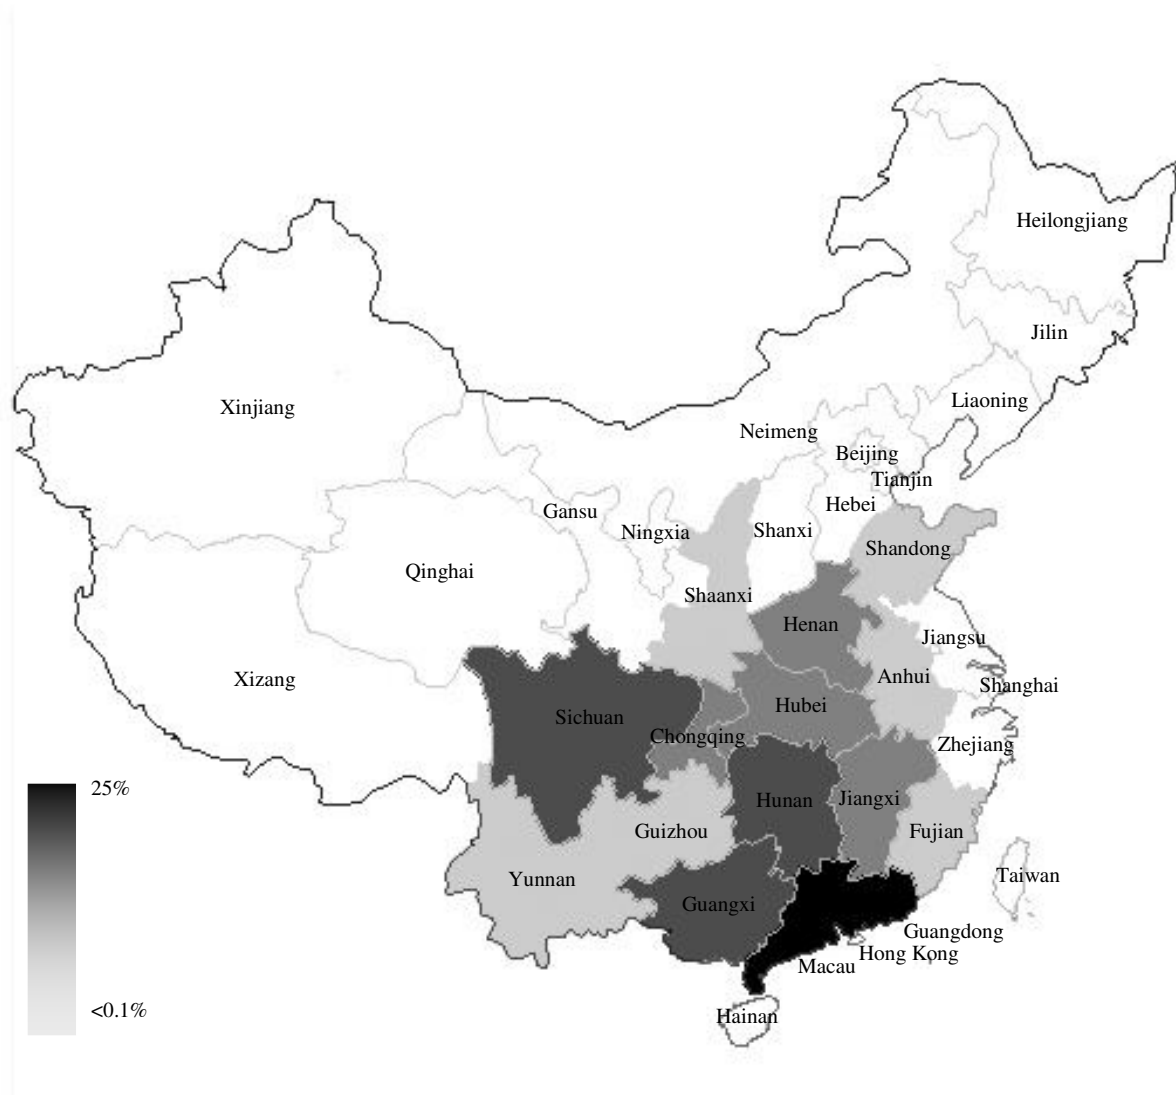 Heilongjiang
Jilin
Liaoning
Xinjiang
Neimeng
Beijing
Tianjin
Hebei
Gansu
Ningxia
Shanxi
Shandong
Qinghai
Shaanxi
Henan
Jiangsu
Xizang
Anhui
Shanghai
Sichuan
Hubei
Chongqing
Zhejiang
25%
Hunan
Jiangxi
Guizhou
Fujian
Yunnan
Taiwan
Guangxi
Guangdong
Hong Kong
Macau
<0.1%
Hainan